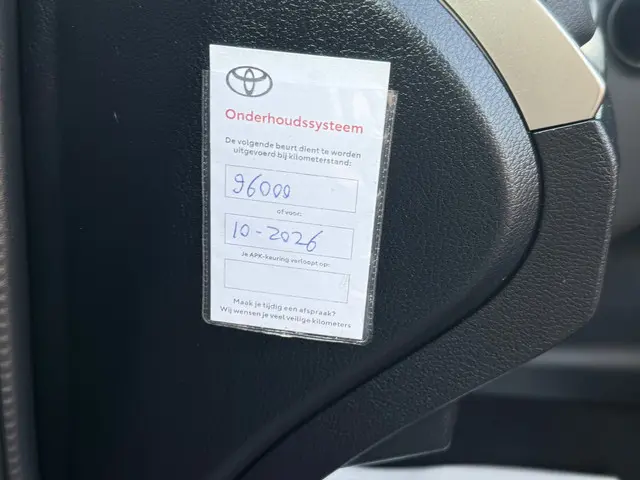 Onderhoudssysteem
De volgende beurt dient te worden
uitgevoerd bij kilometerstand:
96000
of voor:
10-2026
Je APK-keuring verloopt op:
Maak je tijdig een afspraak?
Wij wensen je veel veilige kilometers